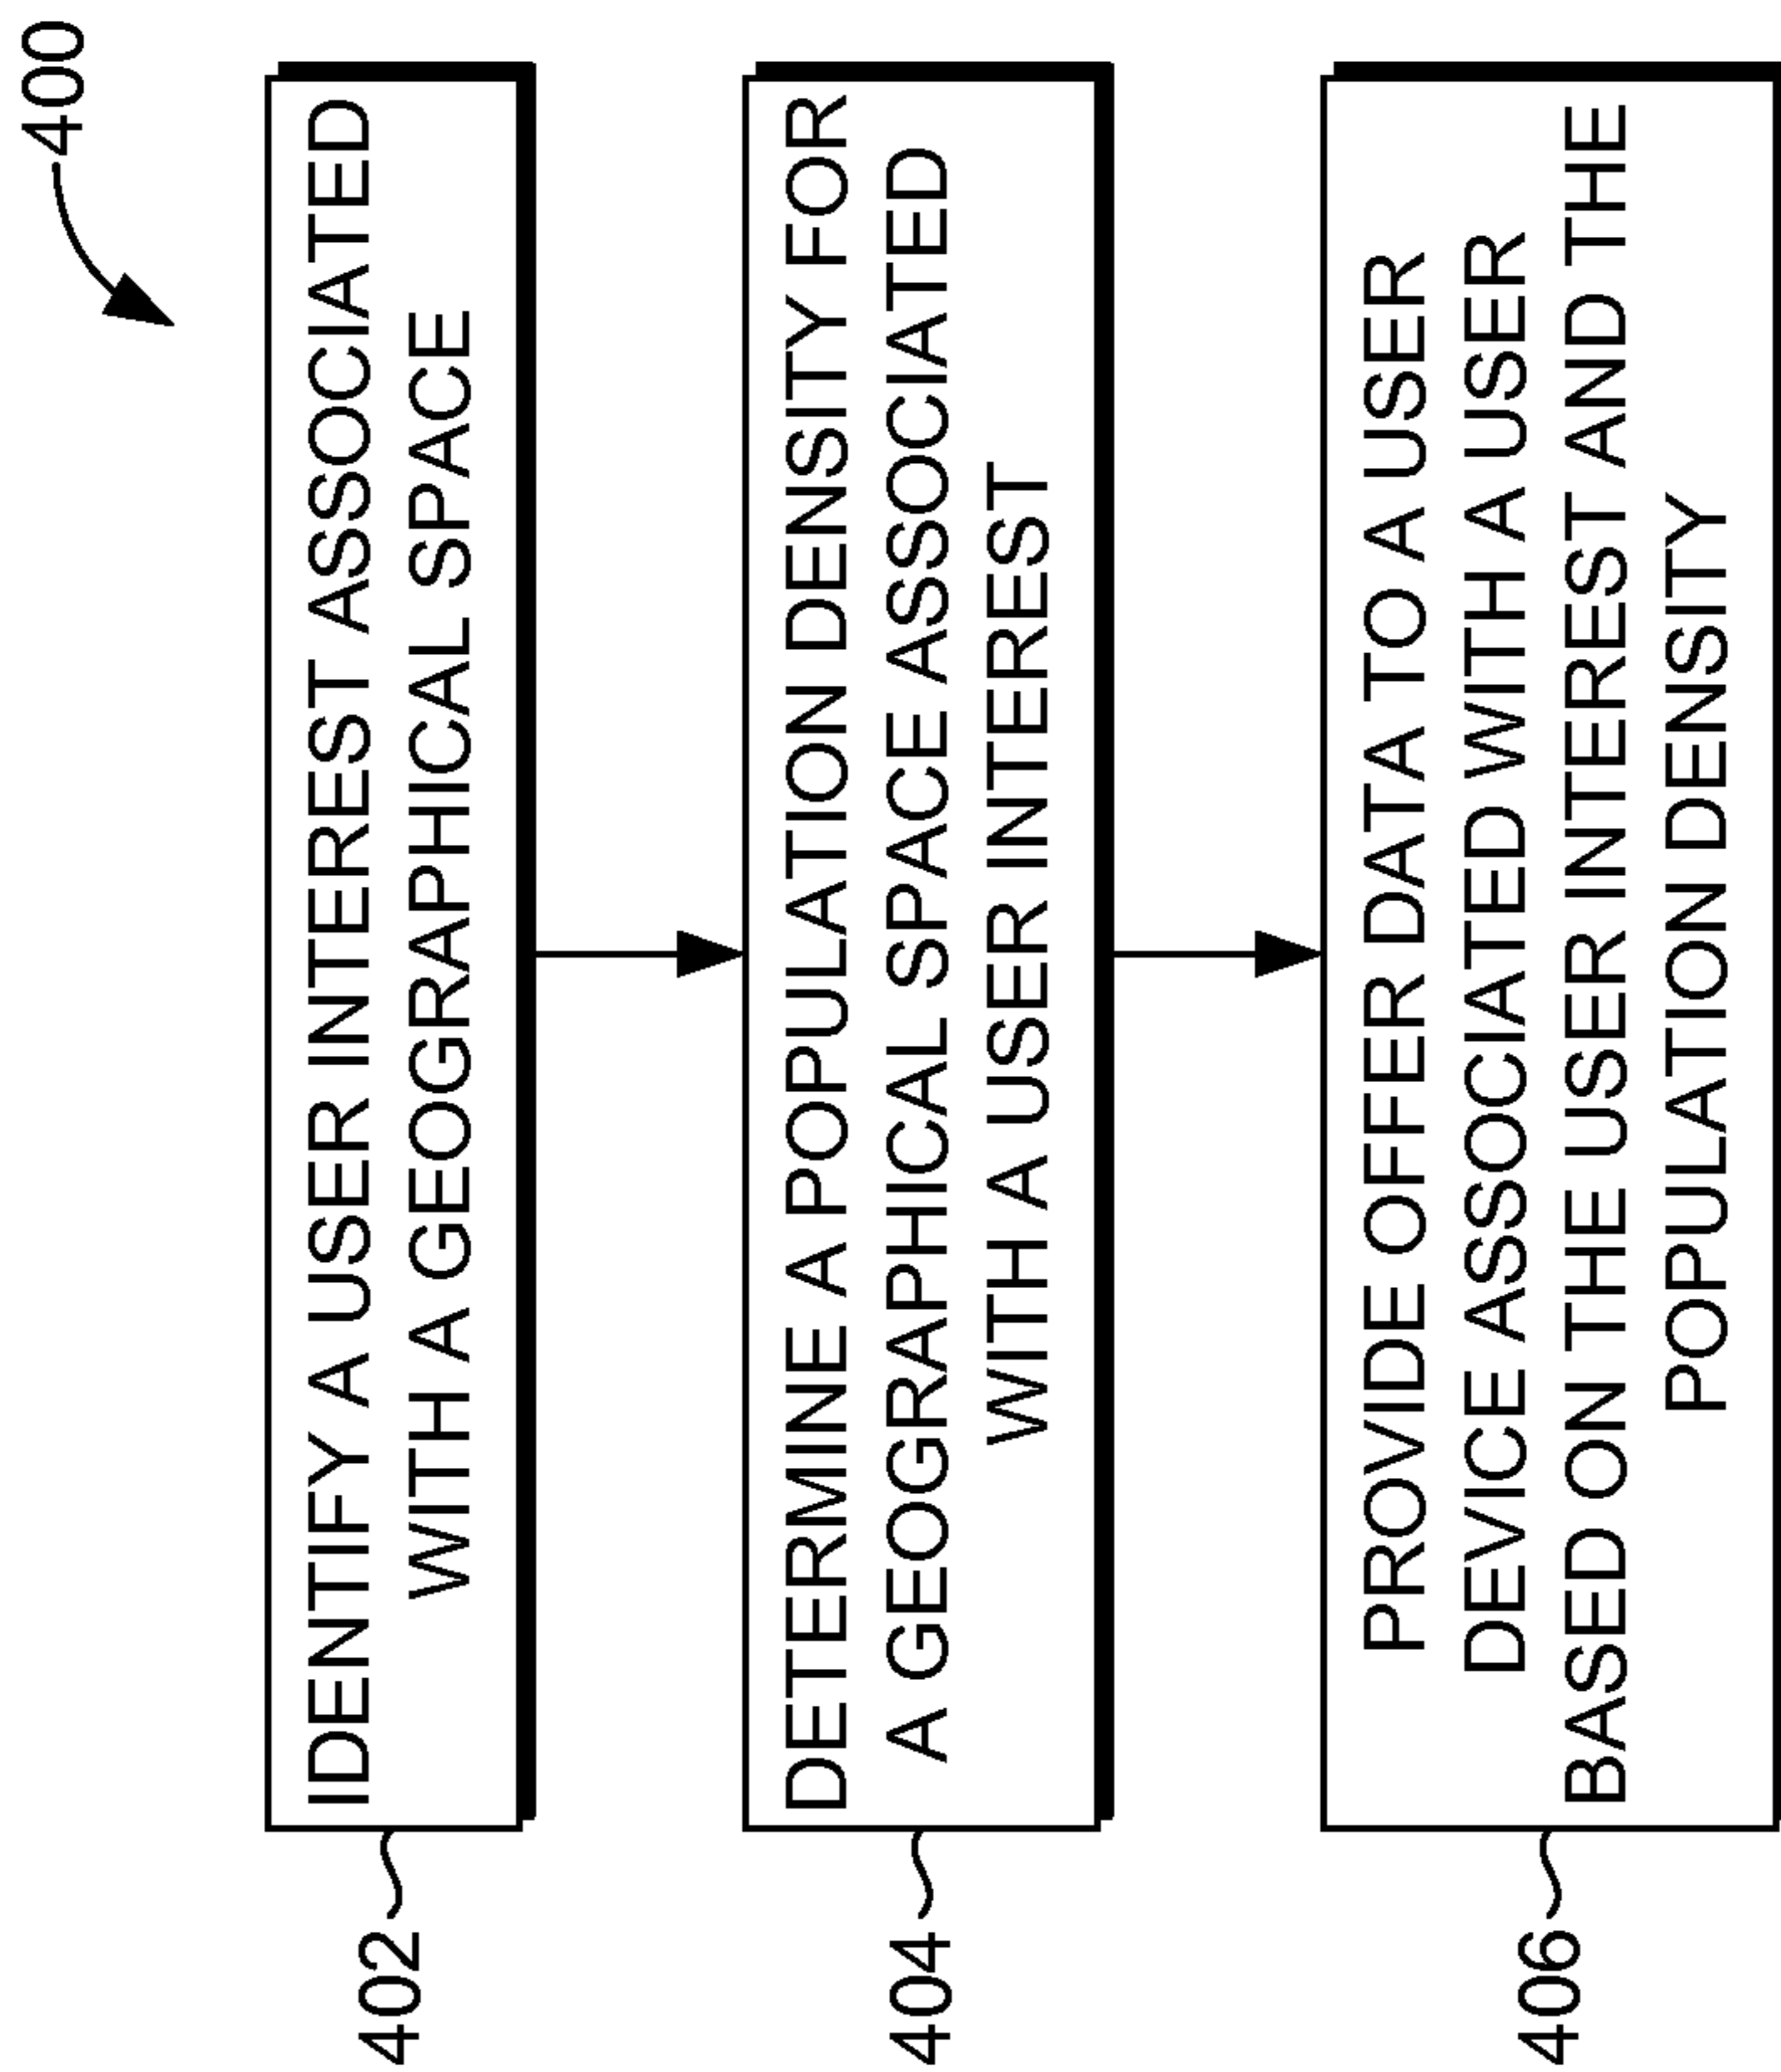 400
402
IDENTIFY A USER INTEREST ASSOCIATED
WITH A GEOGRAPHICAL SPACE
404
DETERMINE A POPULATION DENSITY FOR
A GEOGRAPHICAL SPACE ASSOCIATED
WITH A USER INTEREST
406
PROVIDE OFFER DATA TO A USER
DEVICE ASSOCIATED WITH A USER
BASED ON THE USER INTEREST AND THE
POPULATION DENSITY